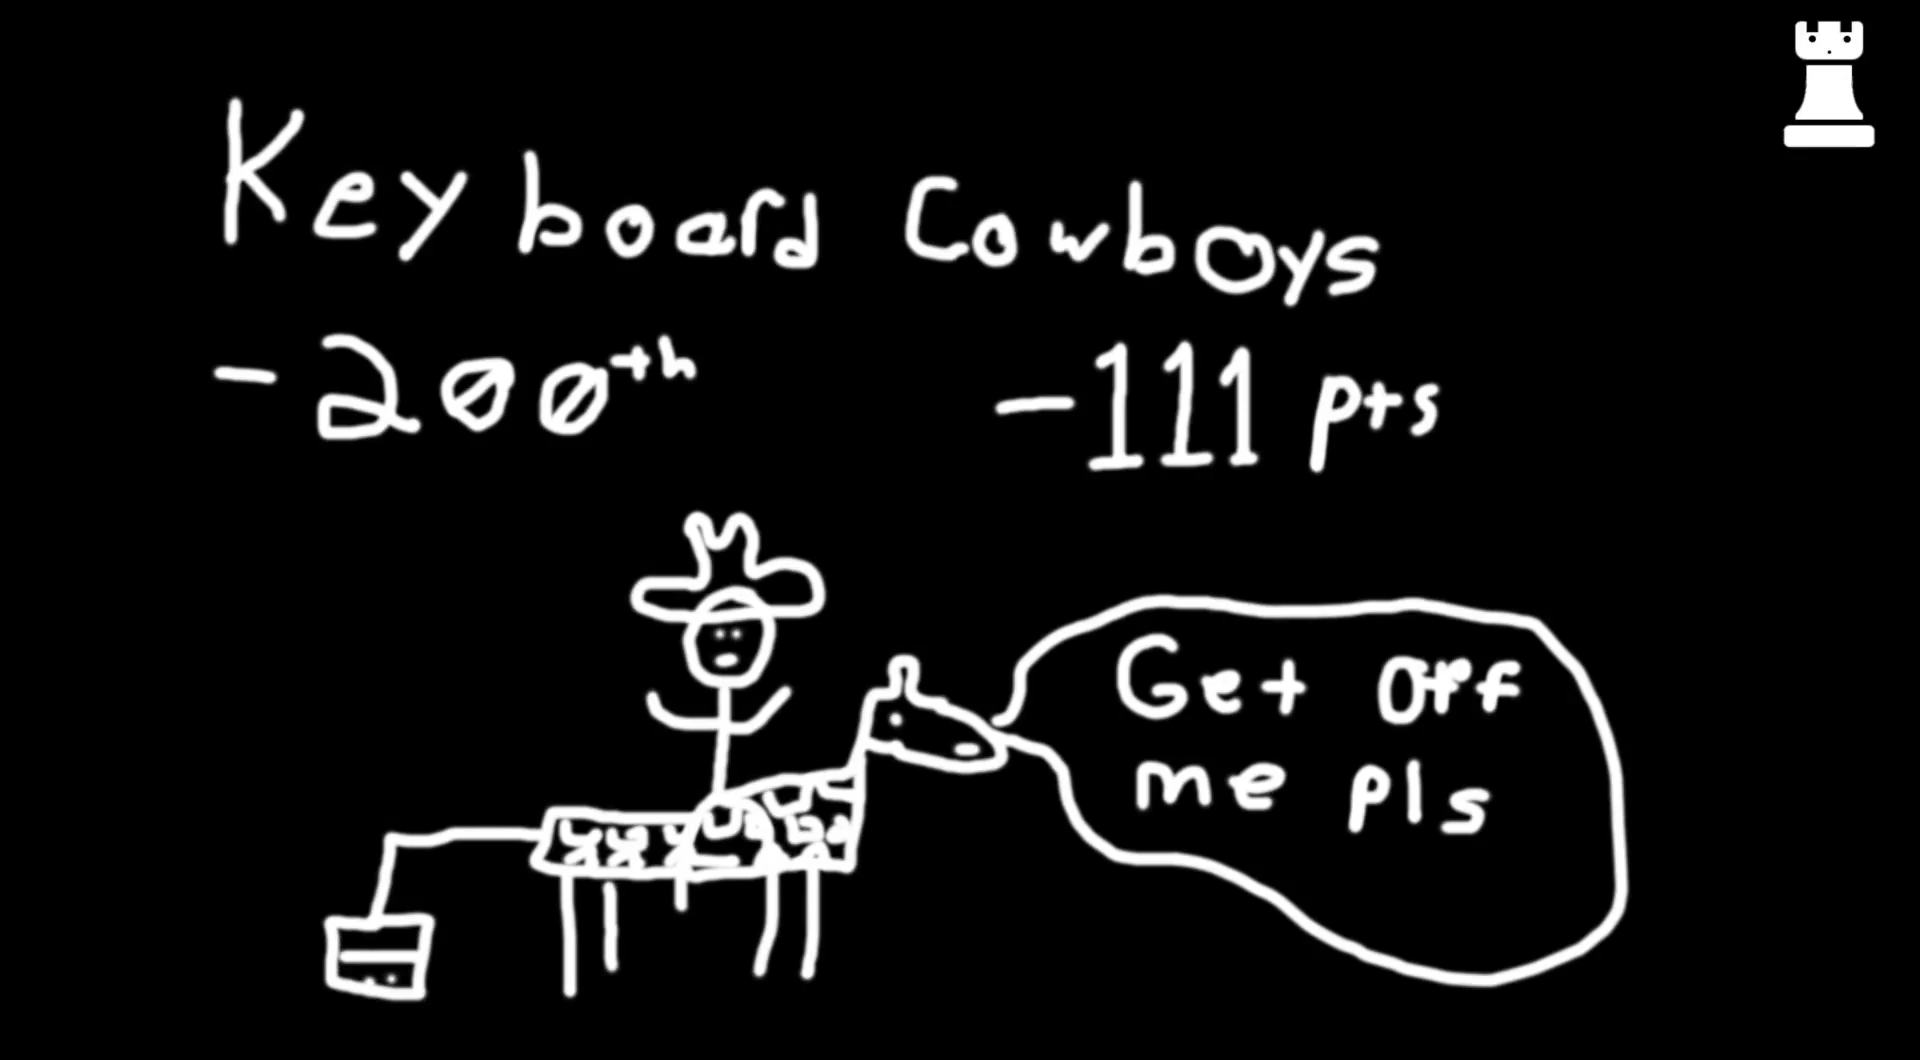 Keyboard Cowboys
- 200th
- 111 pts
Get off
me pls